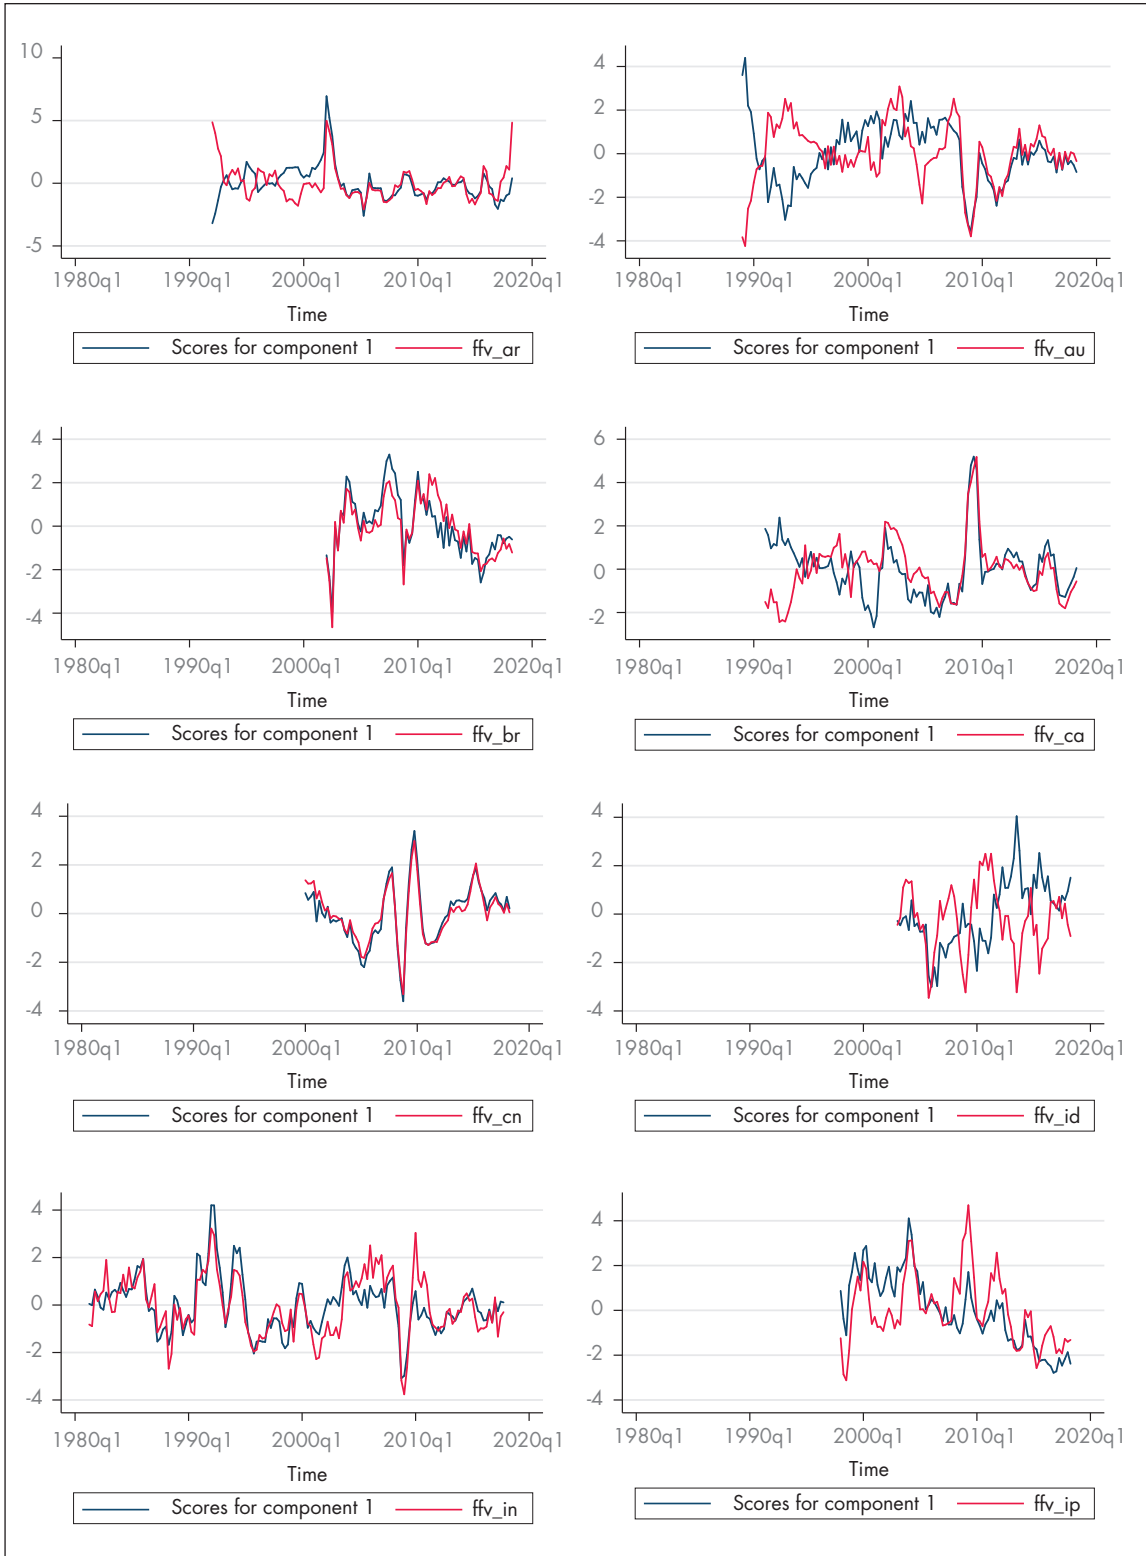 10
5
0
-5
1980q1 1990q1 2000q1 2010q1 2020q1
Time
Scores for component 1 ffv_ar
4
2
0
-2
-4
1980q1 1990q1 2000q1 2010q1 2020q1
Time
Scores for component 1 ffv_au
4
2
0
-2
-4
1980q1 1990q1 2000q1 2010q1 2020q1
Time
Scores for component 1 ffv_br
6
4
2
0
-2
1980q1 1990q1 2000q1 2010q1 2020q1
Time
Scores for component 1 ffv_ca
4
2
0
-2
-4
1980q1 1990q1 2000q1 2010q1 2020q1
Time
Scores for component 1 ffv_cn
4
2
0
-2
-4
1980q1 1990q1 2000q1 2010q1 2020q1
Time
Scores for component 1 ffv_id
4
2
0
-2
-4
1980q1 1990q1 2000q1 2010q1 2020q1
Time
Scores for component 1 ffv_in
4
2
0
-2
-4
1980q1 1990q1 2000q1 2010q1 2020q1
Time
Scores for component 1 ffv_ip